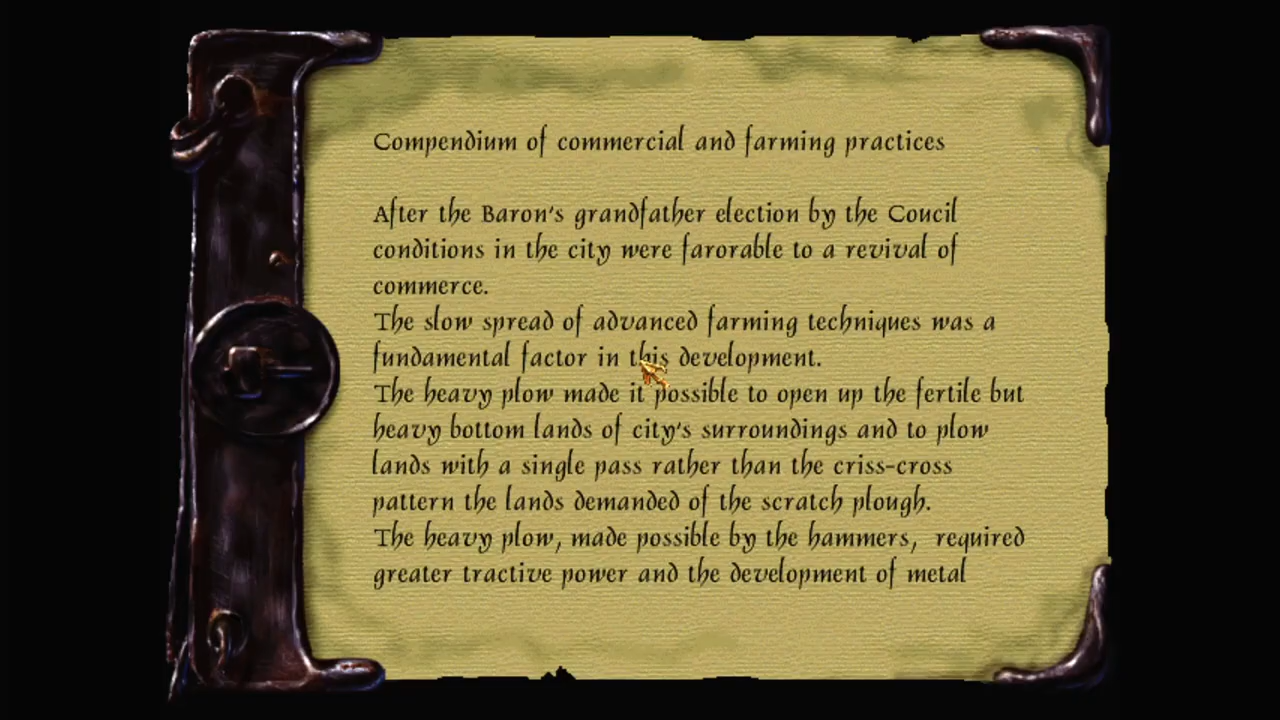 Compendium of commercial and farming practices
After the Baron's grandfather election by the Coucil
conditions in the city were farorable to a revival of
commerce.
The slow spread of advanced farming techniques was a
fundamental factor in this development.
The heavy plow made it possible to open up the fertile but
heavy bottom lands of city's surroundings and to plow
lands with a single pass rather than the criss-cross
pattern the lands demanded of the scratch plough.
The heavy plow, made possible by the hammers,  required
greater tractive power and the development of metal